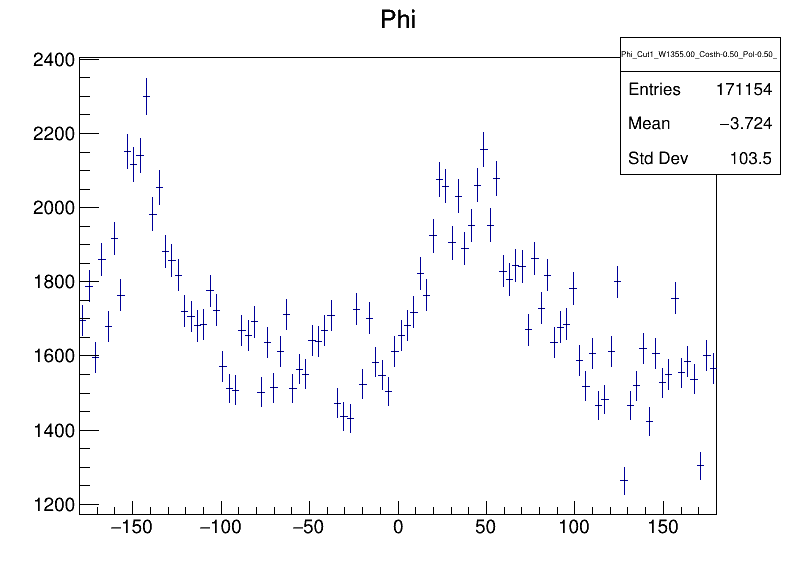 Phi
Phi_Cut1_W1355.00_Costh-0.50_Pol-0.50_
Entries 171154
Mean −3.724
Std Dev 103.5
2400
2200
2000
1800
1600
1400
1200
−150 −100 −50 0 50 100 150